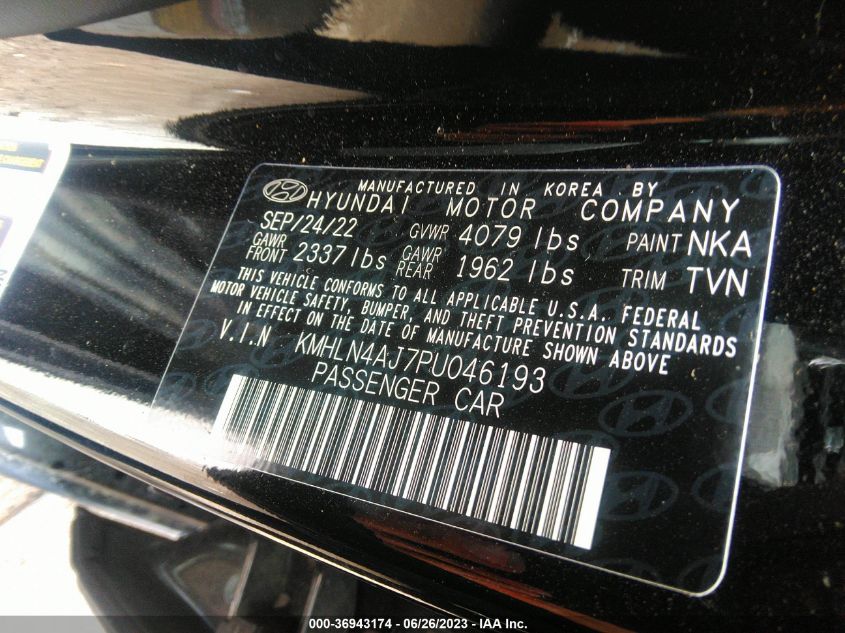 MANUFACTURED IN KOREA BY
HYUNDAI MOTOR COMPANY
SEP/24/22 GVWR 4079 lbs PAINT NKA
GAWR FRONT 2337 lbs GAWR REAR 1962 lbs TRIM TVN
THIS VEHICLE CONFORMS TO ALL APPLICABLE U.S.A. FEDERAL
MOTOR VEHICLE SAFETY, BUMPER, AND THEFT PREVENTION STANDARDS
IN EFFECT ON THE DATE OF MANUFACTURE SHOWN ABOVE
V.I.N KMHLN4AJ7PU046193
PASSENGER CAR
000-36943174 / 06/26/2023 - IAA Inc.